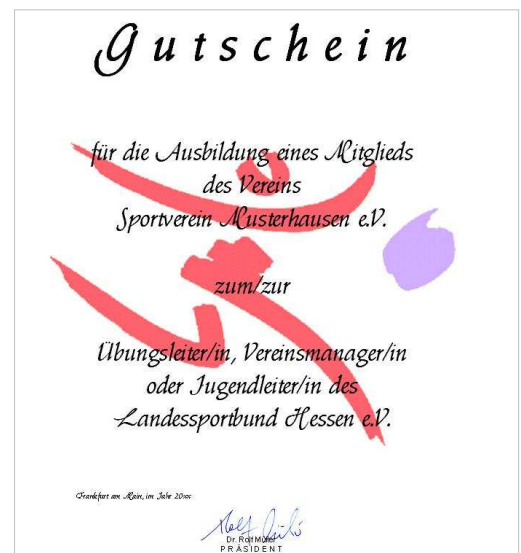 Gutschein
für die Ausbildung eines Mitglieds
des Vereins
Sportverein Musterhausen e.V.
zum/zur
Übungsleiter/in, Vereinsmanager/in
oder Jugendleiter/in des
Landessportbund Hessen e.V.
Frankfurt am Main, im Jahr 20xx
Dr. Rolf Müller
PRÄSIDENT